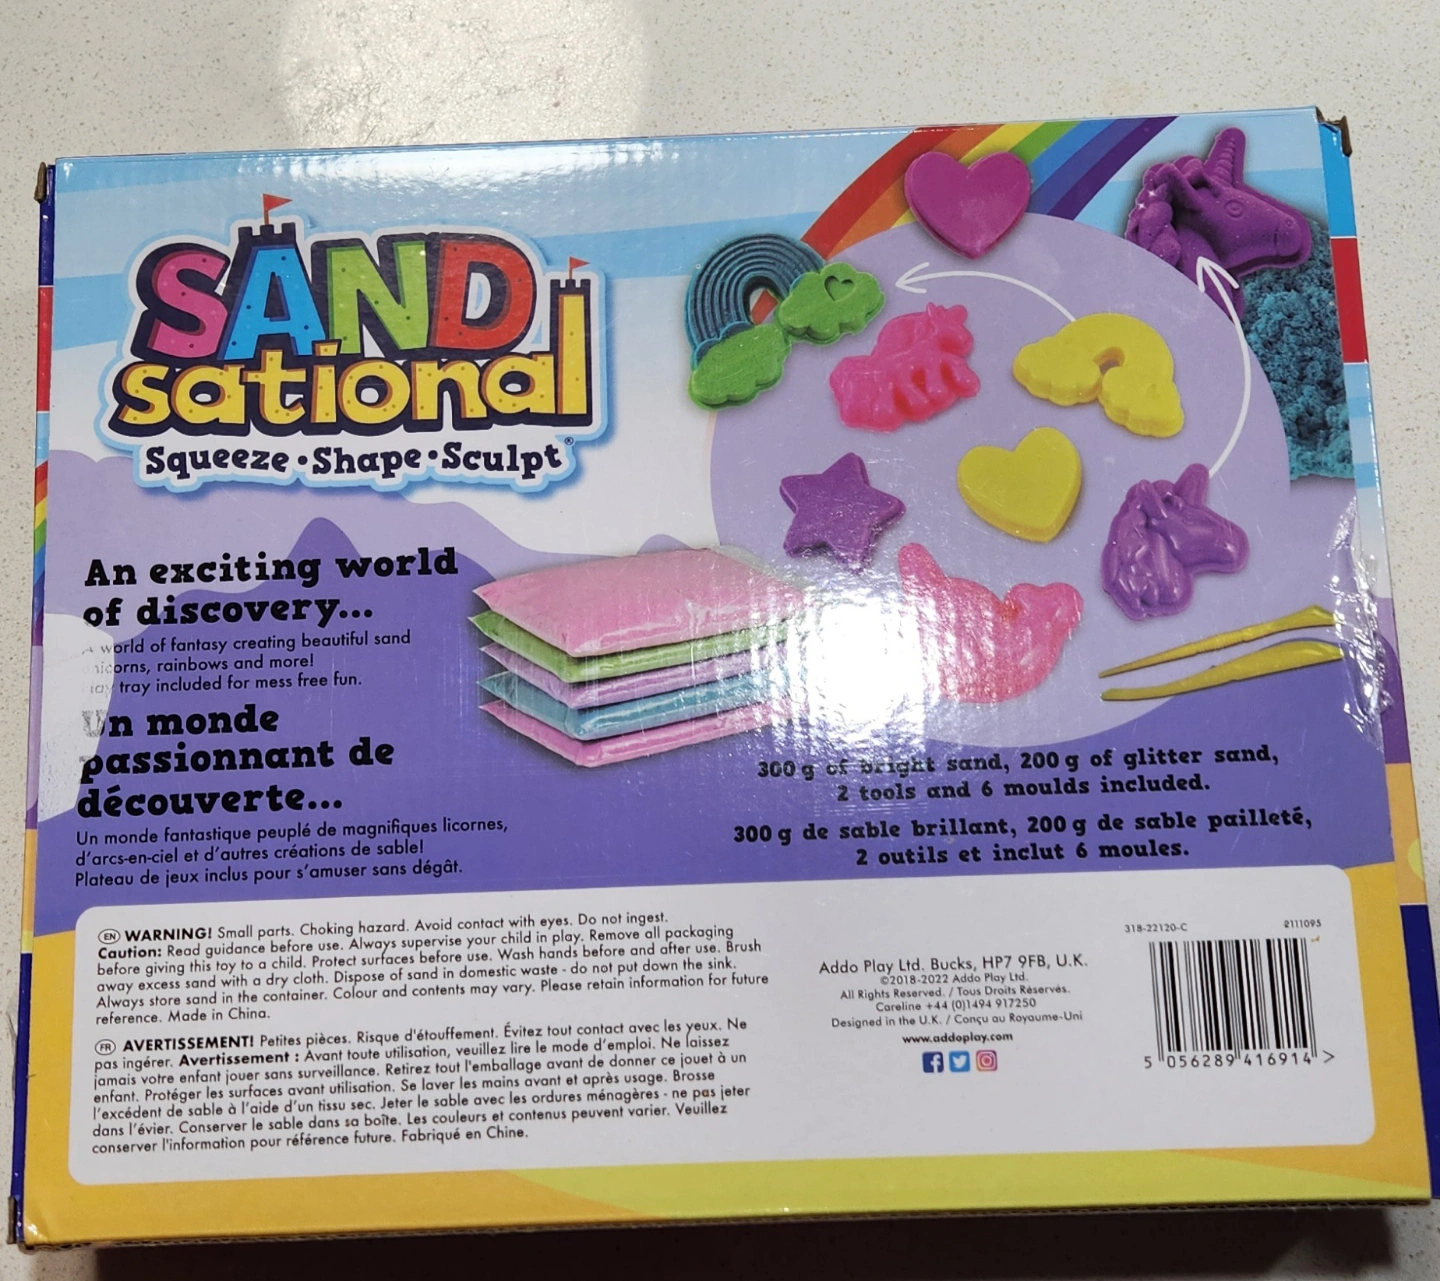 SAND
sational
Squeeze • Shape • Sculpt®
An exciting world
of discovery...
world of fantasy creating beautiful sand
rainbows and more!
tray included for mess free fun.
Un monde
passionnant de
découverte...
Un monde fantastique peuplé de magnifiques licornes,
d'arcs-en-ciel et d'autres créations de sable!
Plateau de jeux inclus pour s'amuser sans dégât.
300 g of bright sand, 200 g of glitter sand,
2 tools and 6 moulds included.
300 g de sable brillant, 200 g de sable pailleté,
2 outils et inclut 6 moules.
EN WARNING! Small parts. Choking hazard. Avoid contact with eyes. Do not ingest.
Caution: Read guidance before use. Always supervise your child in play. Remove all packaging
before giving this toy to a child. Protect surfaces before use. Wash hands before and after use. Brush
away excess sand with a dry cloth. Dispose of sand in domestic waste - do not put down the sink.
Always store sand in the container. Colour and contents may vary. Please retain information for future
reference. Made in China.
FR AVERTISSEMENT! Petites pièces. Risque d'étouffement. Évitez tout contact avec les yeux. Ne
pas ingérer. Avertissement : Avant toute utilisation, veuillez lire le mode d'emploi. Ne laissez
jamais votre enfant jouer sans surveillance. Retirez tout l'emballage avant de donner ce jouet à un
enfant. Protéger les surfaces avant utilisation. Se laver les mains avant et après usage. Brosse
l'excédent de sable à l'aide d'un tissu sec. Jeter le sable avec les ordures ménagères - ne pas jeter
dans l'évier. Conserver le sable dans sa boîte. Les couleurs et contenus peuvent varier. Veuillez
conserver l'information pour référence future. Fabriqué en Chine.
Addo Play Ltd. Bucks, HP7 9FB, U.K.
©2018-2022 Addo Play Ltd.
All Rights Reserved. / Tous Droits Réservés.
Careline +44 (0)1494 917250
Designed in the U.K. / Conçu au Royaume-Uni
www.addoplay.com
318-22120-C
2111095
5 056289 416914 >